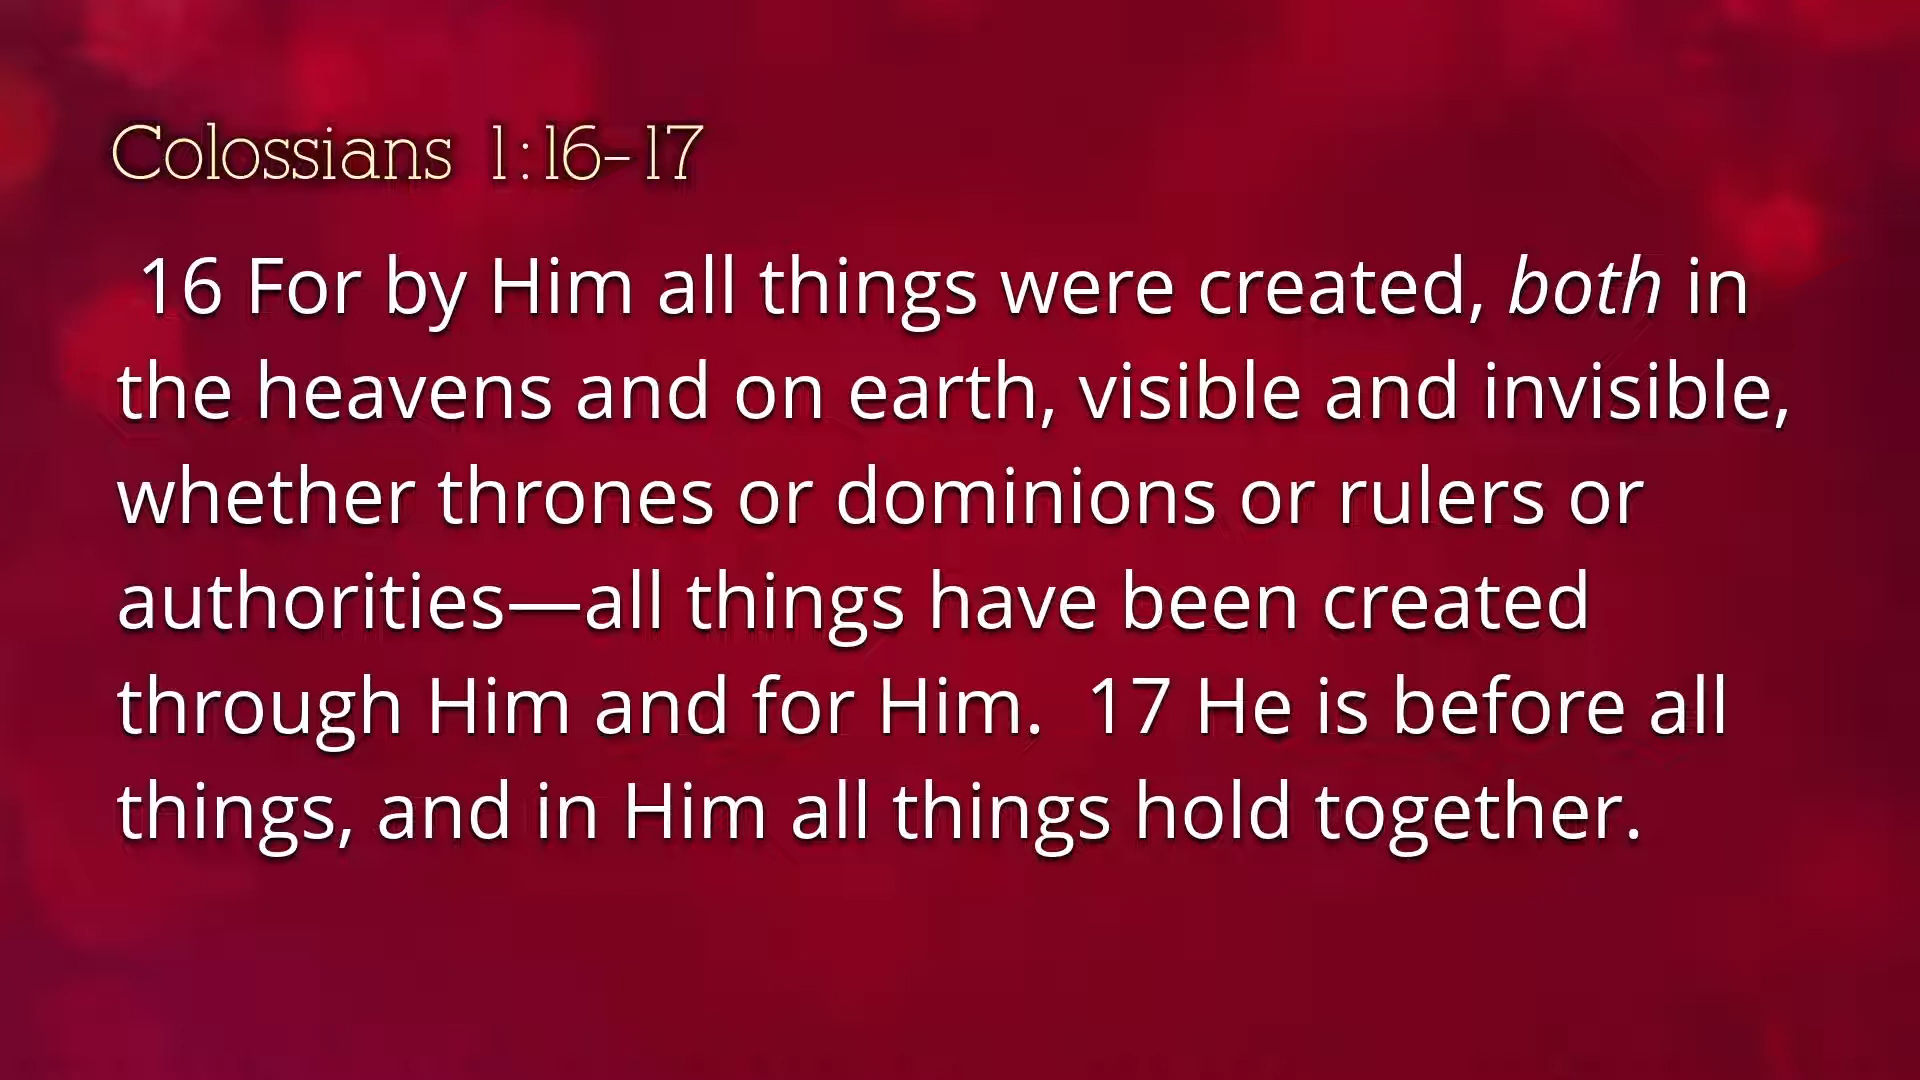 Colossians 1:16–17
16 For by Him all things were created, both in
the heavens and on earth, visible and invisible,
whether thrones or dominions or rulers or
authorities—all things have been created
through Him and for Him.  17 He is before all
things, and in Him all things hold together.